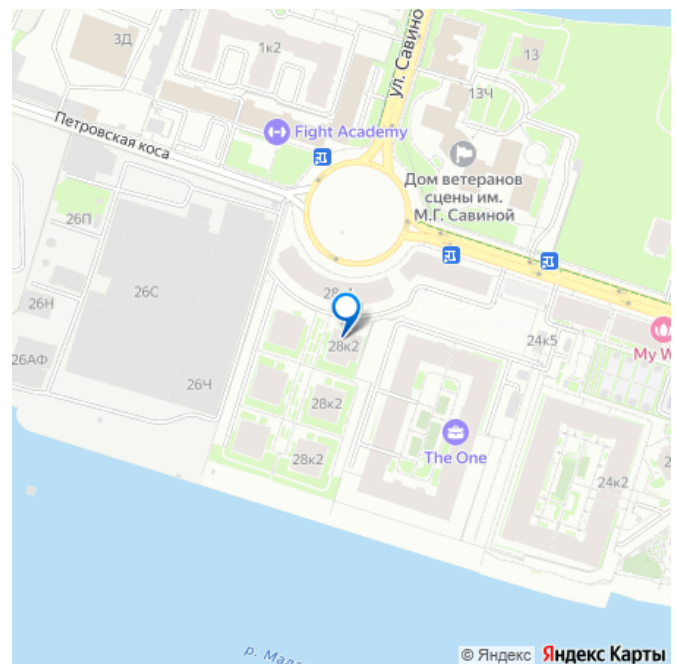 3Д
1к2
ул. Савино
13
13Ч
Петровская коса
Fight Academy
Дом ветеранов
сцены им.
М.Г. Савиной
26П
26С
26Н
28к2
24к5
My W
26АФ
26Ч
28к2
The One
28к2
24к2
2
р. Мал
© Яндекс Яндекс Карты